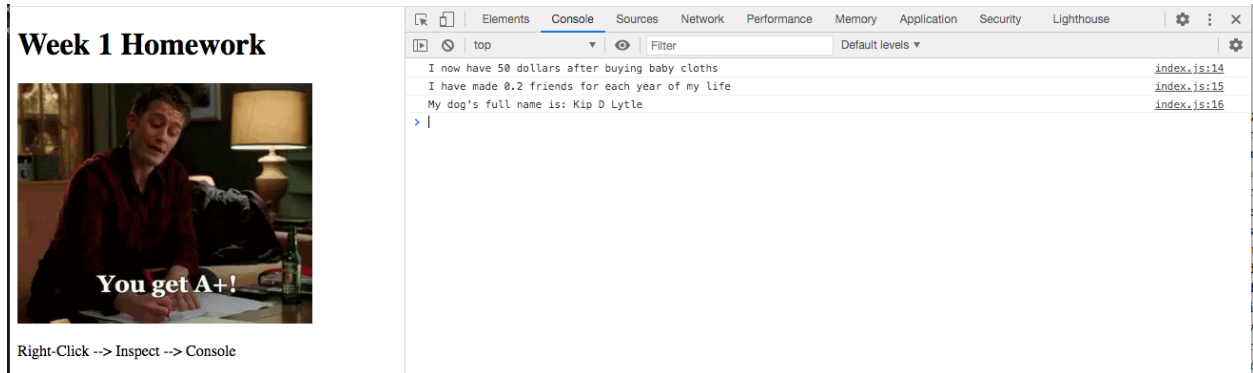 Week 1 Homework
You get A+!
Right-Click --> Inspect --> Console
Elements Console Sources Network Performance Memory Application Security Lighthouse
top Filter Default levels
I now have 50 dollars after buying baby cloths index.js:14
I have made 0.2 friends for each year of my life index.js:15
My dog's full name is: Kip D Lytle index.js:16